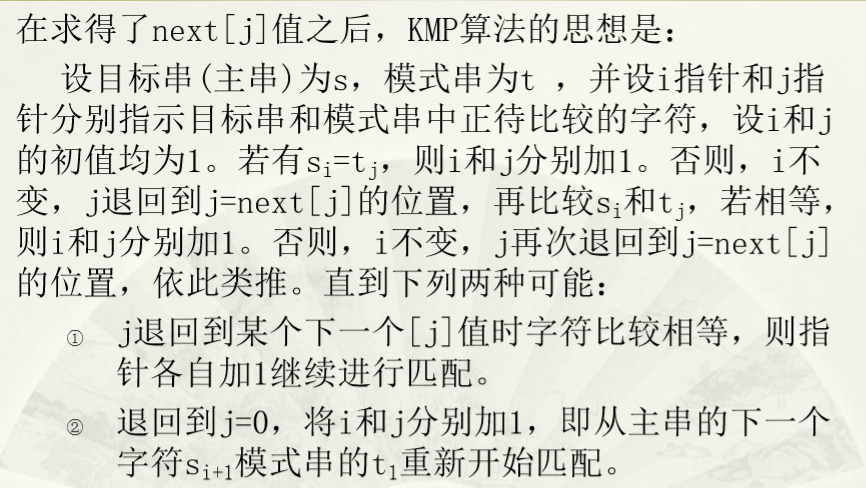 在求得了next[j]值之后，KMP算法的思想是：
设目标串(主串)为s，模式串为t ，并设i指针和j指
针分别指示目标串和模式串中正待比较的字符，设i和j
的初值均为1。若有si=tj，则i和j分别加1。否则，i不
变，j退回到j=next[j]的位置，再比较si和tj，若相等，
则i和j分别加1。否则，i不变，j再次退回到j=next[j]
的位置，依此类推。直到下列两种可能：
① j退回到某个下一个[j]值时字符比较相等，则指
针各自加1继续进行匹配。
② 退回到j=0，将i和j分别加1，即从主串的下一个
字符si+1模式串的t1重新开始匹配。